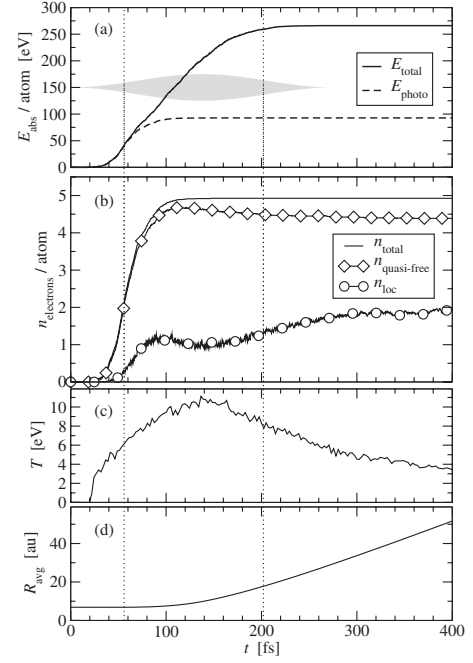 300
250
200
150
100
50
0
E_abs / atom [eV]
(a)
E_total
E_photo
5
4
3
2
1
0
n_electrons / atom
(b)
n_total
n_quasi-free
n_loc
10
8
6
4
2
0
T [eV]
(c)
40
20
0
R_avg [au]
(d)
0 100 200 300 400
t [fs]